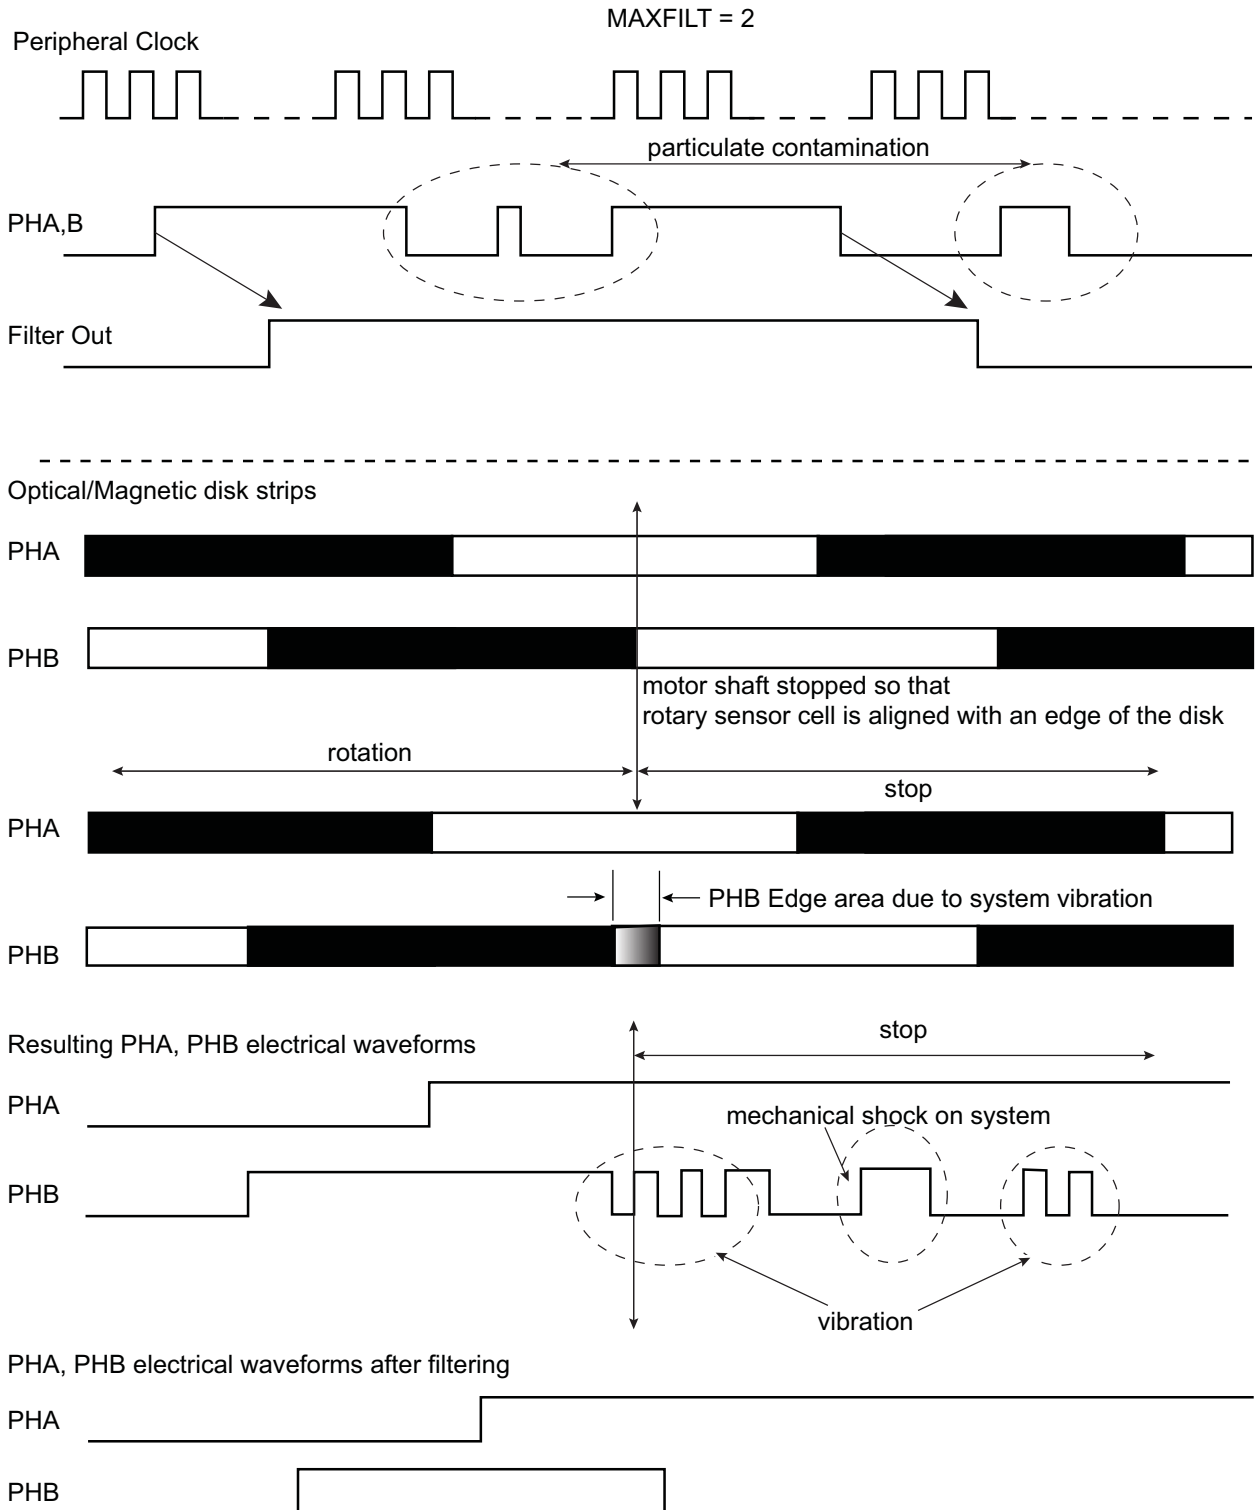 MAXFILT = 2
Peripheral Clock
particulate contamination
PHA,B
Filter Out
Optical/Magnetic disk strips
PHA
PHB
motor shaft stopped so that
rotary sensor cell is aligned with an edge of the disk
rotation
stop
PHA
PHB Edge area due to system vibration
PHB
stop
Resulting PHA, PHB electrical waveforms
PHA
mechanical shock on system
PHB
vibration
PHA, PHB electrical waveforms after filtering
PHA
PHB